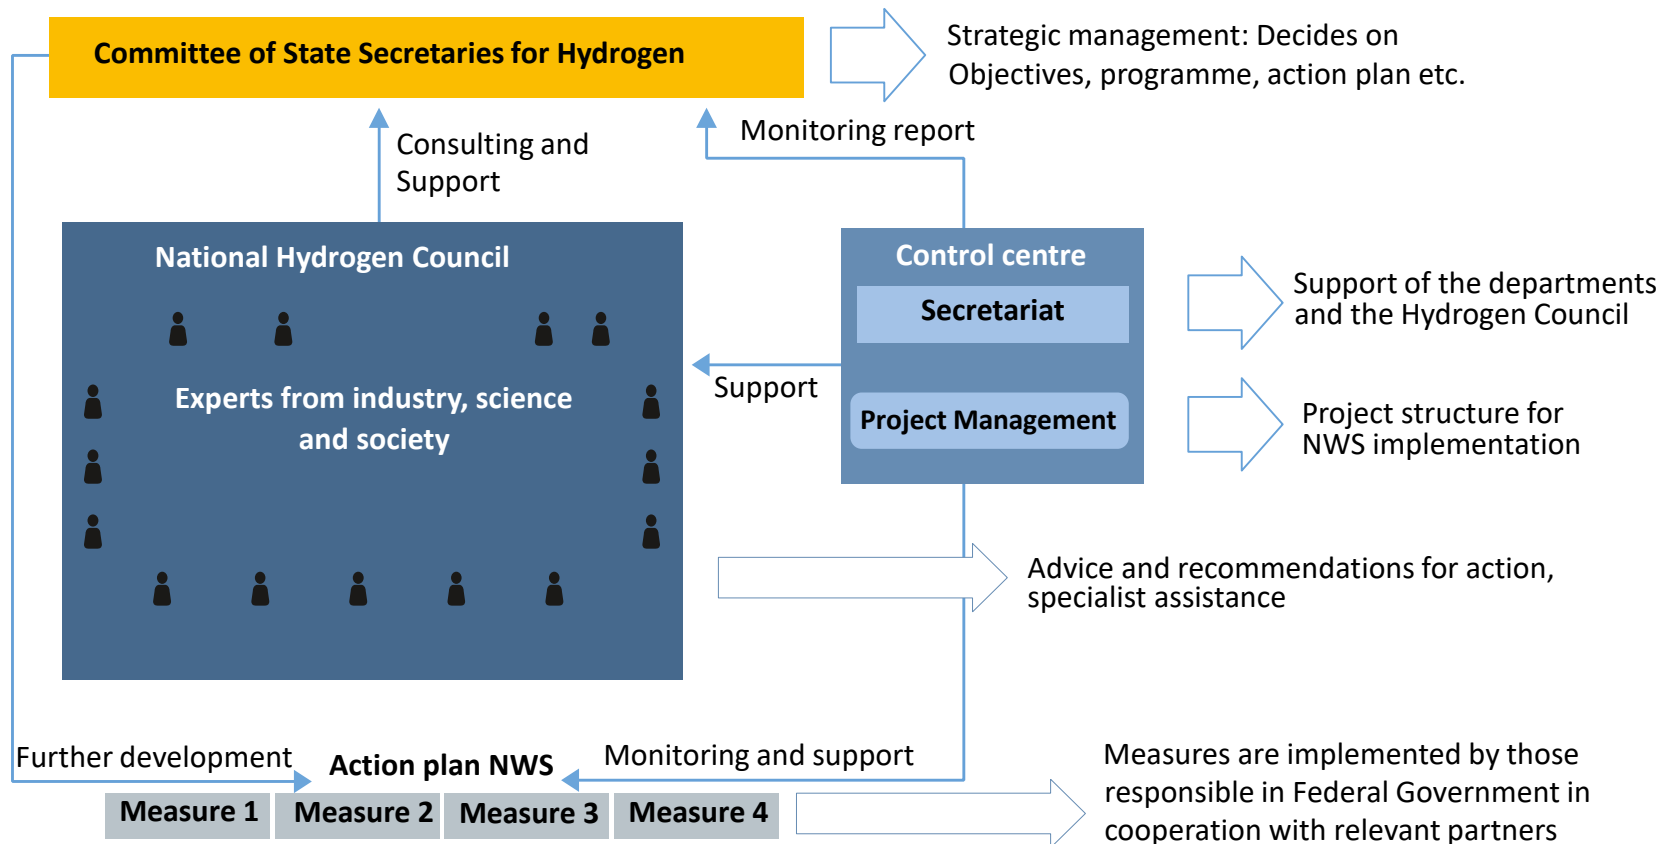 Committee of State Secretaries for Hydrogen
Strategic management: Decides on
Objectives, programme, action plan etc.
Consulting and
Support
Monitoring report
National Hydrogen Council
Experts from industry, science
and society
Control centre
Secretariat
Project Management
Support of the departments
and the Hydrogen Council
Support
Project structure for
NWS implementation
Advice and recommendations for action,
specialist assistance
Further development
Action plan NWS
Monitoring and support
Measure 1
Measure 2
Measure 3
Measure 4
Measures are implemented by those
responsible in Federal Government in
cooperation with relevant partners